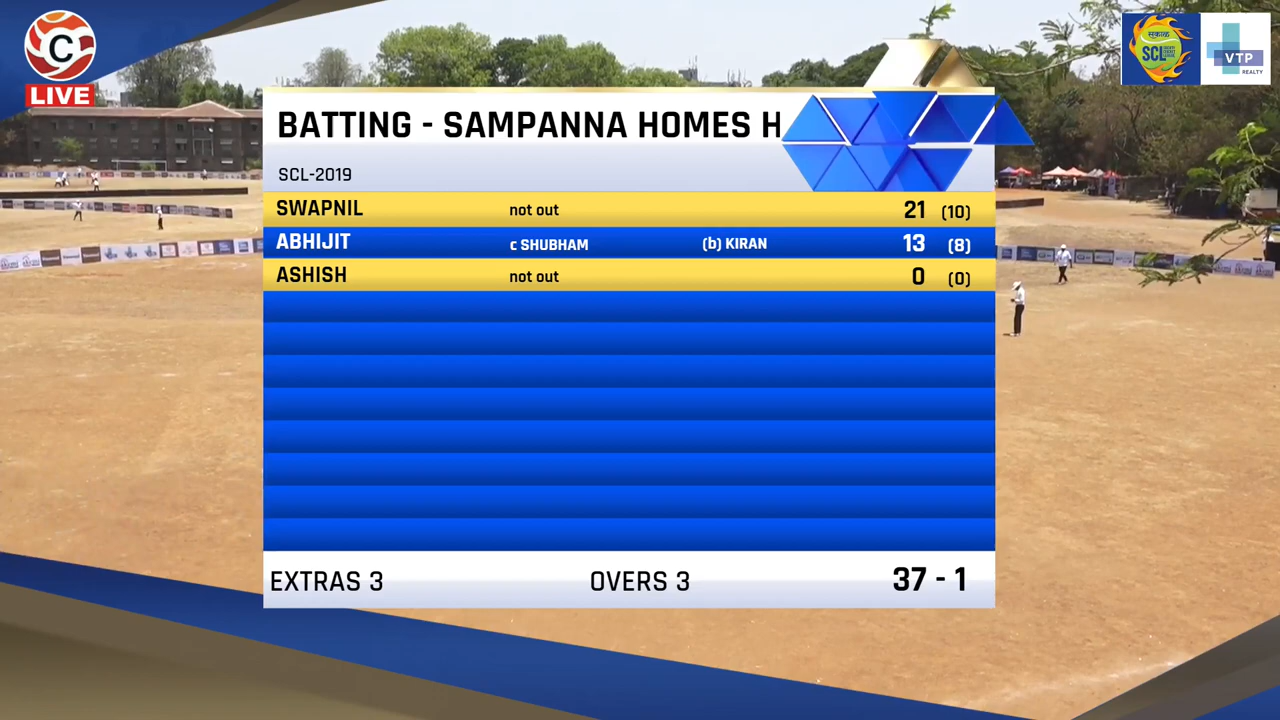 C
LIVE
सकाळ
SCL
VTP
REALTY
BATTING - SAMPANNA HOMES H
SCL-2019
SWAPNIL not out 21 (10)
ABHIJIT c SHUBHAM (b) KIRAN 13 (8)
ASHISH not out 0 (0)
EXTRAS 3 OVERS 3 37 - 1